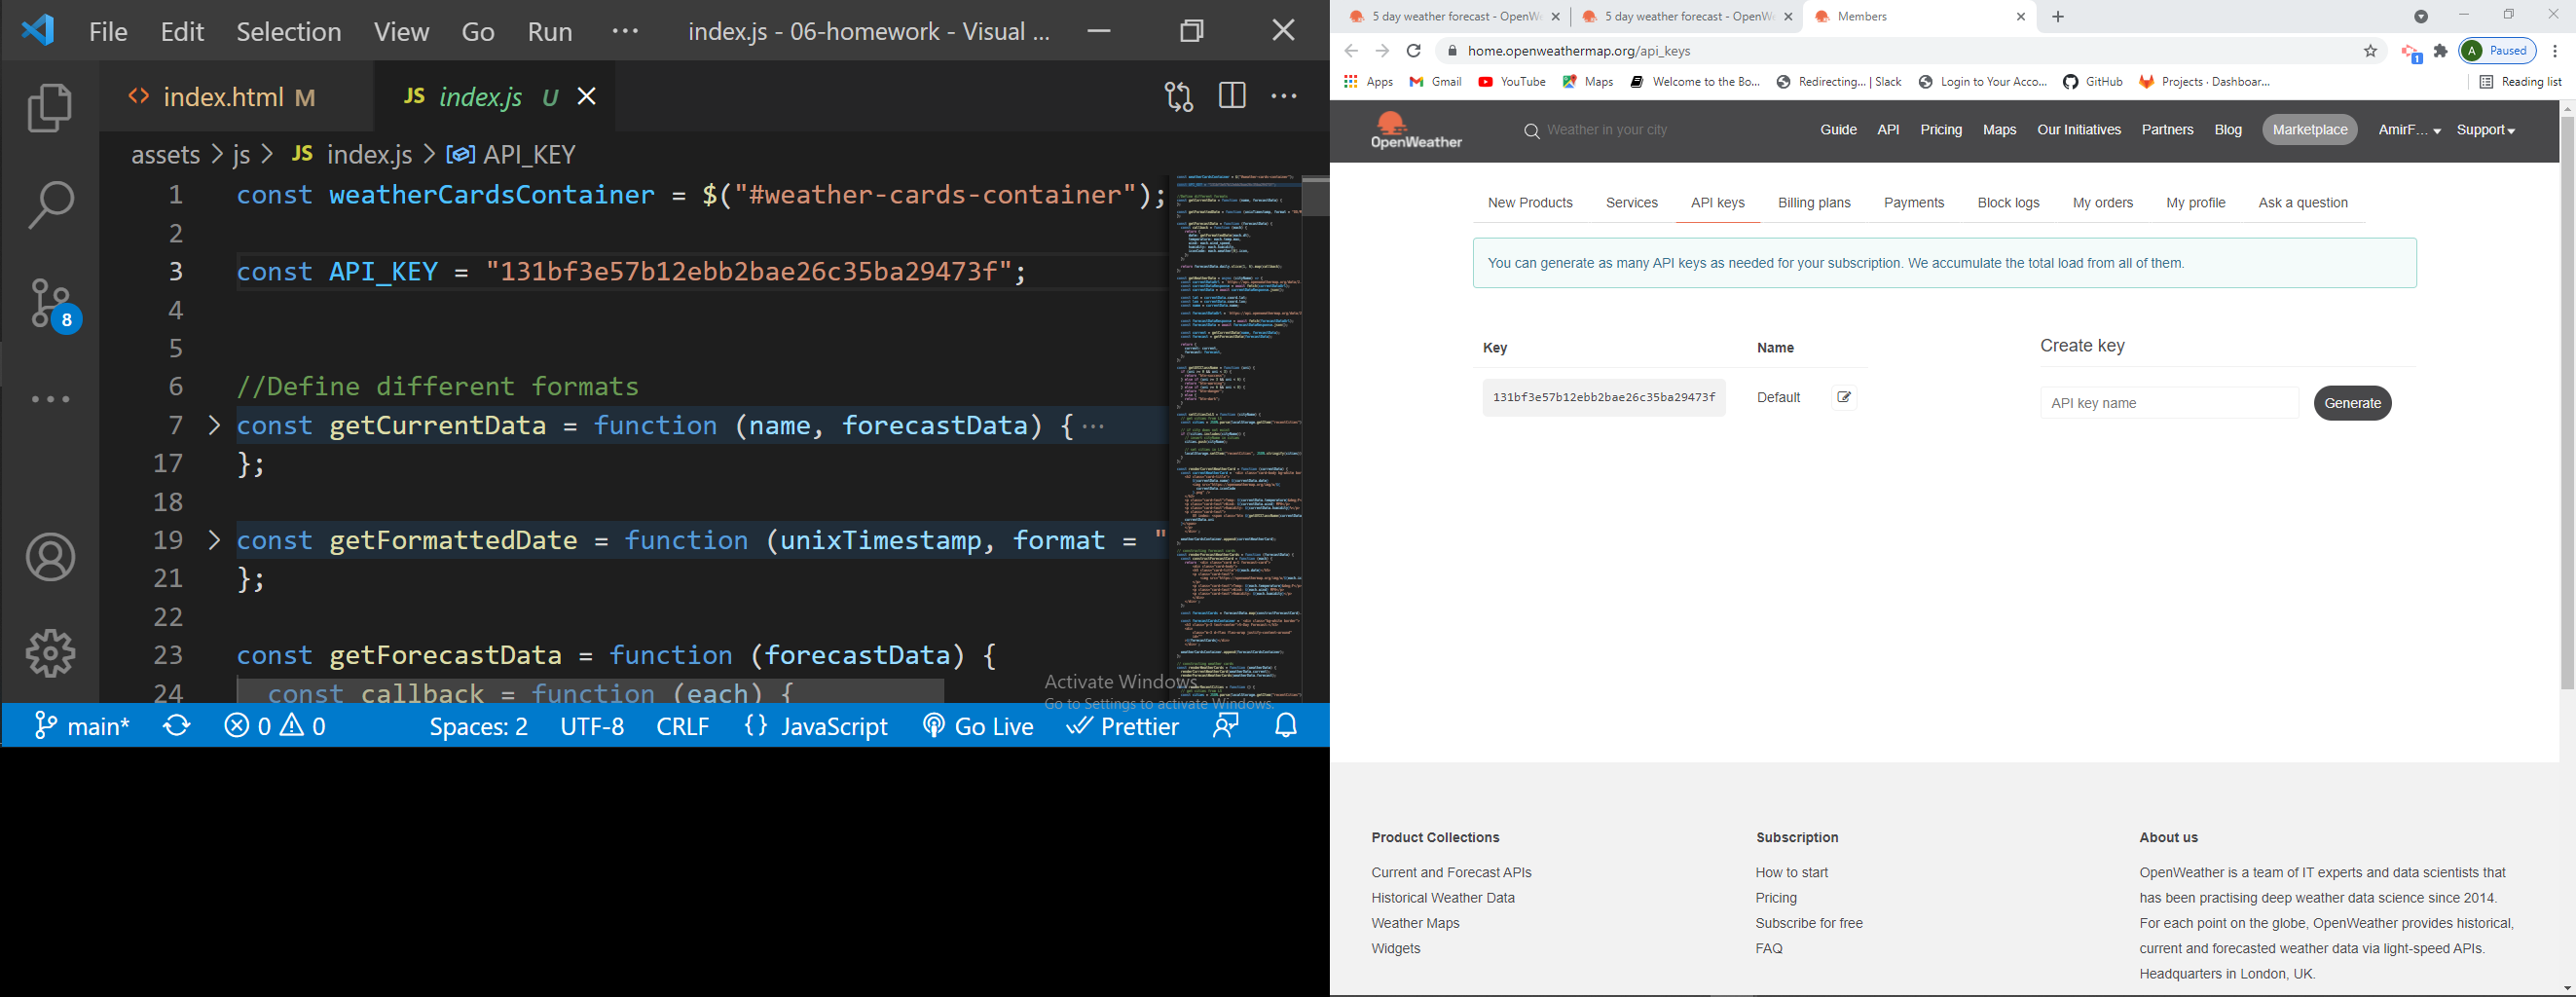 File Edit Selection View Go Run ··· index.js - 06-homework - Visual ...
index.html M
JS index.js U
assets > js > JS index.js > API_KEY
1 const weatherCardsContainer = $("#weather-cards-container");
2
3 const API_KEY = "131bf3e57b12ebb2bae26c35ba29473f";
4
5
6 //Define different formats
7 const getCurrentData = function (name, forecastData) { ···
17 };
18
19 const getFormattedDate = function (unixTimestamp, format = "
21 };
22
23 const getForecastData = function (forecastData) {
24 const callback = function (each) {
8
Activate Windows
Go to Settings to activate Windows.
main* 0 0 Spaces: 2 UTF-8 CRLF {} JavaScript Go Live Prettier
5 day weather forecast - OpenW
5 day weather forecast - OpenW
Members
home.openweathermap.org/api_keys
1
A Paused
Apps Gmail YouTube Maps Welcome to the Bo... Redirecting... | Slack Login to Your Acco... GitHub Projects · Dashboar... Reading list
OpenWeather
Weather in your city
Guide API Pricing Maps Our Initiatives Partners Blog Marketplace AmirF... Support
New Products Services API keys Billing plans Payments Block logs My orders My profile Ask a question
You can generate as many API keys as needed for your subscription. We accumulate the total load from all of them.
Key Name Create key
131bf3e57b12ebb2bae26c35ba29473f Default API key name Generate
Product Collections
Current and Forecast APIs
Historical Weather Data
Weather Maps
Widgets
Subscription
How to start
Pricing
Subscribe for free
FAQ
About us
OpenWeather is a team of IT experts and data scientists that
has been practising deep weather data science since 2014.
For each point on the globe, OpenWeather provides historical,
current and forecasted weather data via light-speed APIs.
Headquarters in London, UK.